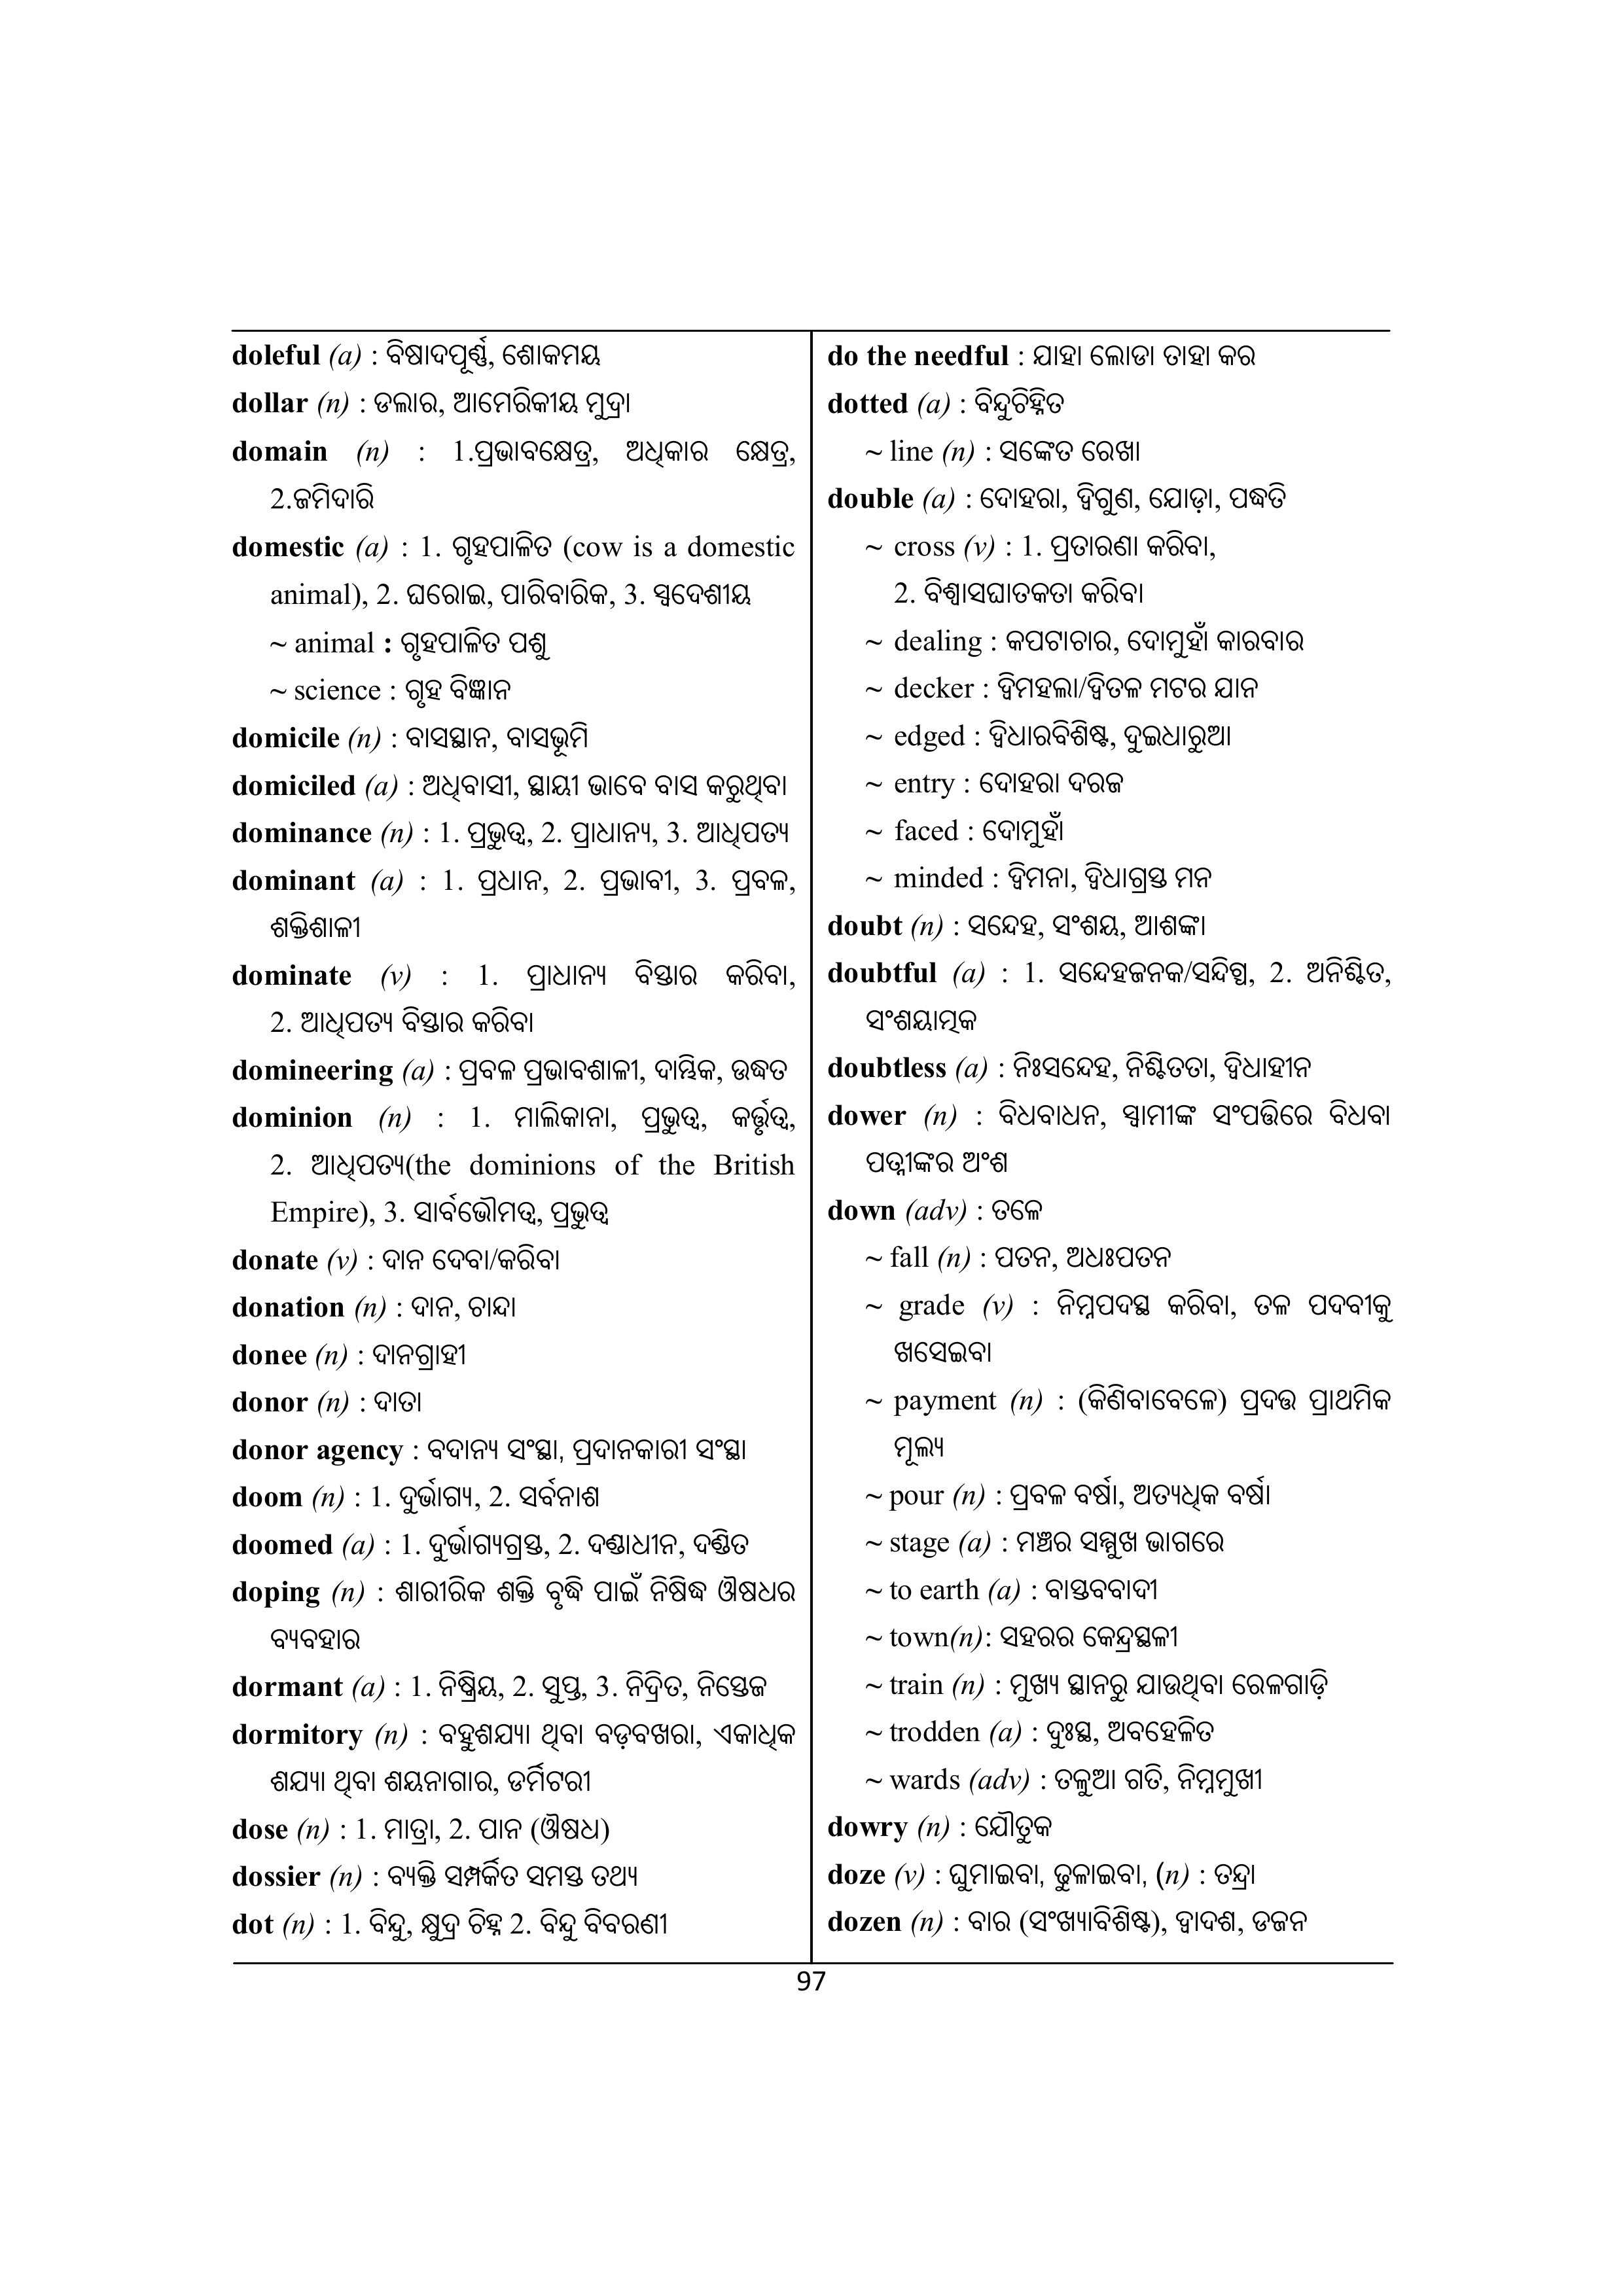 doleful (a) : ବିଷାଦପୂର୍ଣ୍ଣ, ଶୋକମୟ
dollar (n) : ଡଲାର, ଆମେରିକୀୟ ମୁଦ୍ରା
domain (n) : 1.ପ୍ରଭାବକ୍ଷେତ୍ର, ଅଧିକାର କ୍ଷେତ୍ର,
2.ଜମିଦାରି
domestic (a) : 1. ଗୃହପାଳିତ (cow is a domestic
animal), 2. ଘରୋଇ, ପାରିବାରିକ, 3. ସ୍ୱଦେଶୀୟ
~ animal : ଗୃହପାଳିତ ପଶୁ
~ science : ଗୃହ ବିଜ୍ଞାନ
domicile (n) : ବାସସ୍ଥାନ, ବାସଭୂମି
domiciled (a) : ଅଧିବାସୀ, ସ୍ଥାୟୀ ଭାବେ ବାସ କରୁଥିବା
dominance (n) : 1. ପ୍ରଭୁତ୍ୱ, 2. ପ୍ରାଧାନ୍ୟ, 3. ଆଧିପତ୍ୟ
dominant (a) : 1. ପ୍ରଧାନ, 2. ପ୍ରଭାବୀ, 3. ପ୍ରବଳ,
ଶକ୍ତିଶାଳୀ
dominate (v) : 1. ପ୍ରାଧାନ୍ୟ ବିସ୍ତାର କରିବା,
2. ଆଧିପତ୍ୟ ବିସ୍ତାର କରିବା
domineering (a) : ପ୍ରବଳ ପ୍ରଭାବଶାଳୀ, ଦାମ୍ଭିକ, ଉଦ୍ଧତ
dominion (n) : 1. ମାଲିକାନା, ପ୍ରଭୁତ୍ୱ, କର୍ତ୍ତୃତ୍ୱ,
2. ଆଧିପତ୍ୟ(the dominions of the British
Empire), 3. ସାର୍ବଭୌମତ୍ୱ, ପ୍ରଭୁତ୍ୱ
donate (v) : ଦାନ ଦେବା/କରିବା
donation (n) : ଦାନ, ଚାନ୍ଦା
donee (n) : ଦାନଗ୍ରାହୀ
donor (n) : ଦାତା
donor agency : ବଦାନ୍ୟ ସଂସ୍ଥା, ପ୍ରଦାନକାରୀ ସଂସ୍ଥା
doom (n) : 1. ଦୁର୍ଭାଗ୍ୟ, 2. ସର୍ବନାଶ
doomed (a) : 1. ଦୁର୍ଭାଗ୍ୟଗ୍ରସ୍ତ, 2. ଦଣ୍ଡାଧୀନ, ଦଣ୍ଡିତ
doping (n) : ଶାରୀରିକ ଶକ୍ତି ବୃଦ୍ଧି ପାଇଁ ନିଷିଦ୍ଧ ଔଷଧର
ବ୍ୟବହାର
dormant (a) : 1. ନିଷ୍କ୍ରିୟ, 2. ସୁପ୍ତ, 3. ନିଦ୍ରିତ, ନିସ୍ତେଜ
dormitory (n) : ବହୁଶଯ୍ୟା ଥିବା ବଡ଼ବଖରା, ଏକାଧିକ
ଶଯ୍ୟା ଥିବା ଶୟନାଗାର, ଡର୍ମିଟରୀ
dose (n) : 1. ମାତ୍ରା, 2. ପାନ (ଔଷଧ)
dossier (n) : ବ୍ୟକ୍ତି ସମ୍ପର୍କିତ ସମସ୍ତ ତଥ୍ୟ
dot (n) : 1. ବିନ୍ଦୁ, କ୍ଷୁଦ୍ର ଚିହ୍ନ 2. ବିନ୍ଦୁ ବିବରଣୀ
do the needful : ଯାହା ଲୋଡା ତାହା କର
dotted (a) : ବିନ୍ଦୁଚିହ୍ନିତ
~ line (n) : ସଙ୍କେତ ରେଖା
double (a) : ଦୋହରା, ଦ୍ୱିଗୁଣ, ଯୋଡ଼ା, ପଦ୍ଧତି
~ cross (v) : 1. ପ୍ରତାରଣା କରିବା,
2. ବିଶ୍ୱାସଘାତକତା କରିବା
~ dealing : କପଟାଚାର, ଦୋମୁହାଁ କାରବାର
~ decker : ଦ୍ୱିମହଲା/ଦ୍ୱିତଳ ମଟର ଯାନ
~ edged : ଦ୍ୱିଧାରବିଶିଷ୍ଟ, ଦୁଇଧାରୁଆ
~ entry : ଦୋହରା ଦରଜ
~ faced : ଦୋମୁହାଁ
~ minded : ଦ୍ୱିମନା, ଦ୍ୱିଧାଗ୍ରସ୍ତ ମନ
doubt (n) : ସନ୍ଦେହ, ସଂଶୟ, ଆଶଙ୍କା
doubtful (a) : 1. ସନ୍ଦେହଜନକ/ସନ୍ଦିଗ୍ଧ, 2. ଅନିଶ୍ଚିତ,
ସଂଶୟାତ୍ମକ
doubtless (a) : ନିଃସନ୍ଦେହ, ନିଶ୍ଚିତତା, ଦ୍ୱିଧାହୀନ
dower (n) : ବିଧବାଧନ, ସ୍ୱାମୀଙ୍କ ସଂପତ୍ତିରେ ବିଧବା
ପତ୍ନୀଙ୍କର ଅଂଶ
down (adv) : ତଳେ
~ fall (n) : ପତନ, ଅଧଃପତନ
~ grade (v) : ନିମ୍ନପଦସ୍ଥ କରିବା, ତଳ ପଦବୀକୁ
ଖସେଇବା
~ payment (n) : (କିଣିବାବେଳେ) ପ୍ରଦତ୍ତ ପ୍ରାଥମିକ
ମୂଲ୍ୟ
~ pour (n) : ପ୍ରବଳ ବର୍ଷା, ଅତ୍ୟଧିକ ବର୍ଷା
~ stage (a) : ମଞ୍ଚର ସମ୍ମୁଖ ଭାଗରେ
~ to earth (a) : ବାସ୍ତବବାଦୀ
~ town(n): ସହରର କେନ୍ଦ୍ରସ୍ଥଳୀ
~ train (n) : ମୁଖ୍ୟ ସ୍ଥାନରୁ ଯାଉଥିବା ରେଳଗାଡ଼ି
~ trodden (a) : ଦୁଃସ୍ଥ, ଅବହେଳିତ
~ wards (adv) : ତଳୁଆ ଗତି, ନିମ୍ନମୁଖୀ
dowry (n) : ଯୌତୁକ
doze (v) : ଘୁମାଇବା, ଢୁଳାଇବା, (n) : ତନ୍ଦ୍ରା
dozen (n) : ବାର (ସଂଖ୍ୟାବିଶିଷ୍ଟ), ଦ୍ୱାଦଶ, ଡଜନ
97